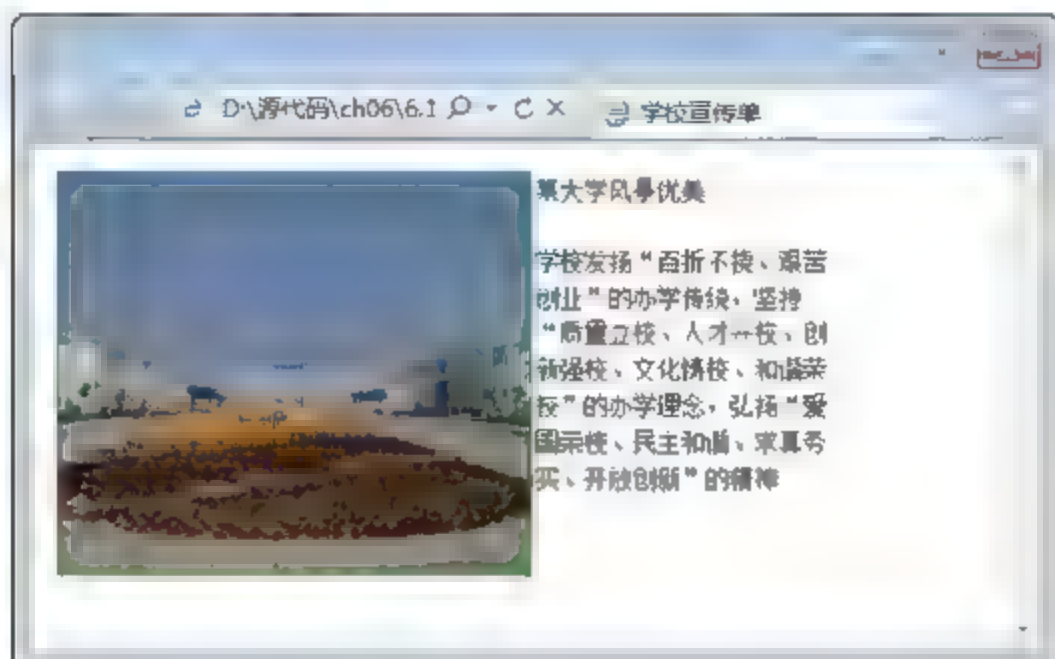 D:\源代码\ch06\6.1
学校宣传单
某大学风景优美
学校发扬“百折不挠、艰苦
创业”的办学传统，坚持
“质量立校、人才兴校、创
新强校、文化铸校、和谐荣
校”的办学理念，弘扬“爱
国荣校、民主和谐、求真务
实、开放创新”的精神